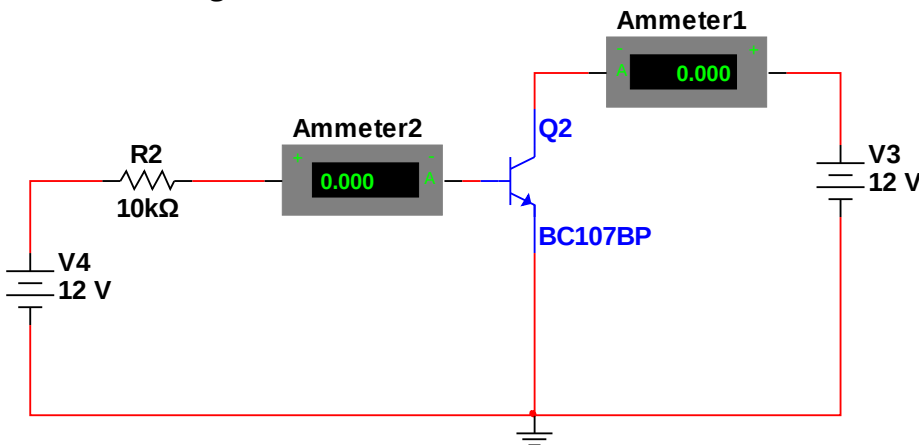 Ammeter1
- +
A 0.000
Ammeter2
+ -
0.000 A
Q2
BC107BP
R2
10kΩ
V3
12 V
V4
12 V